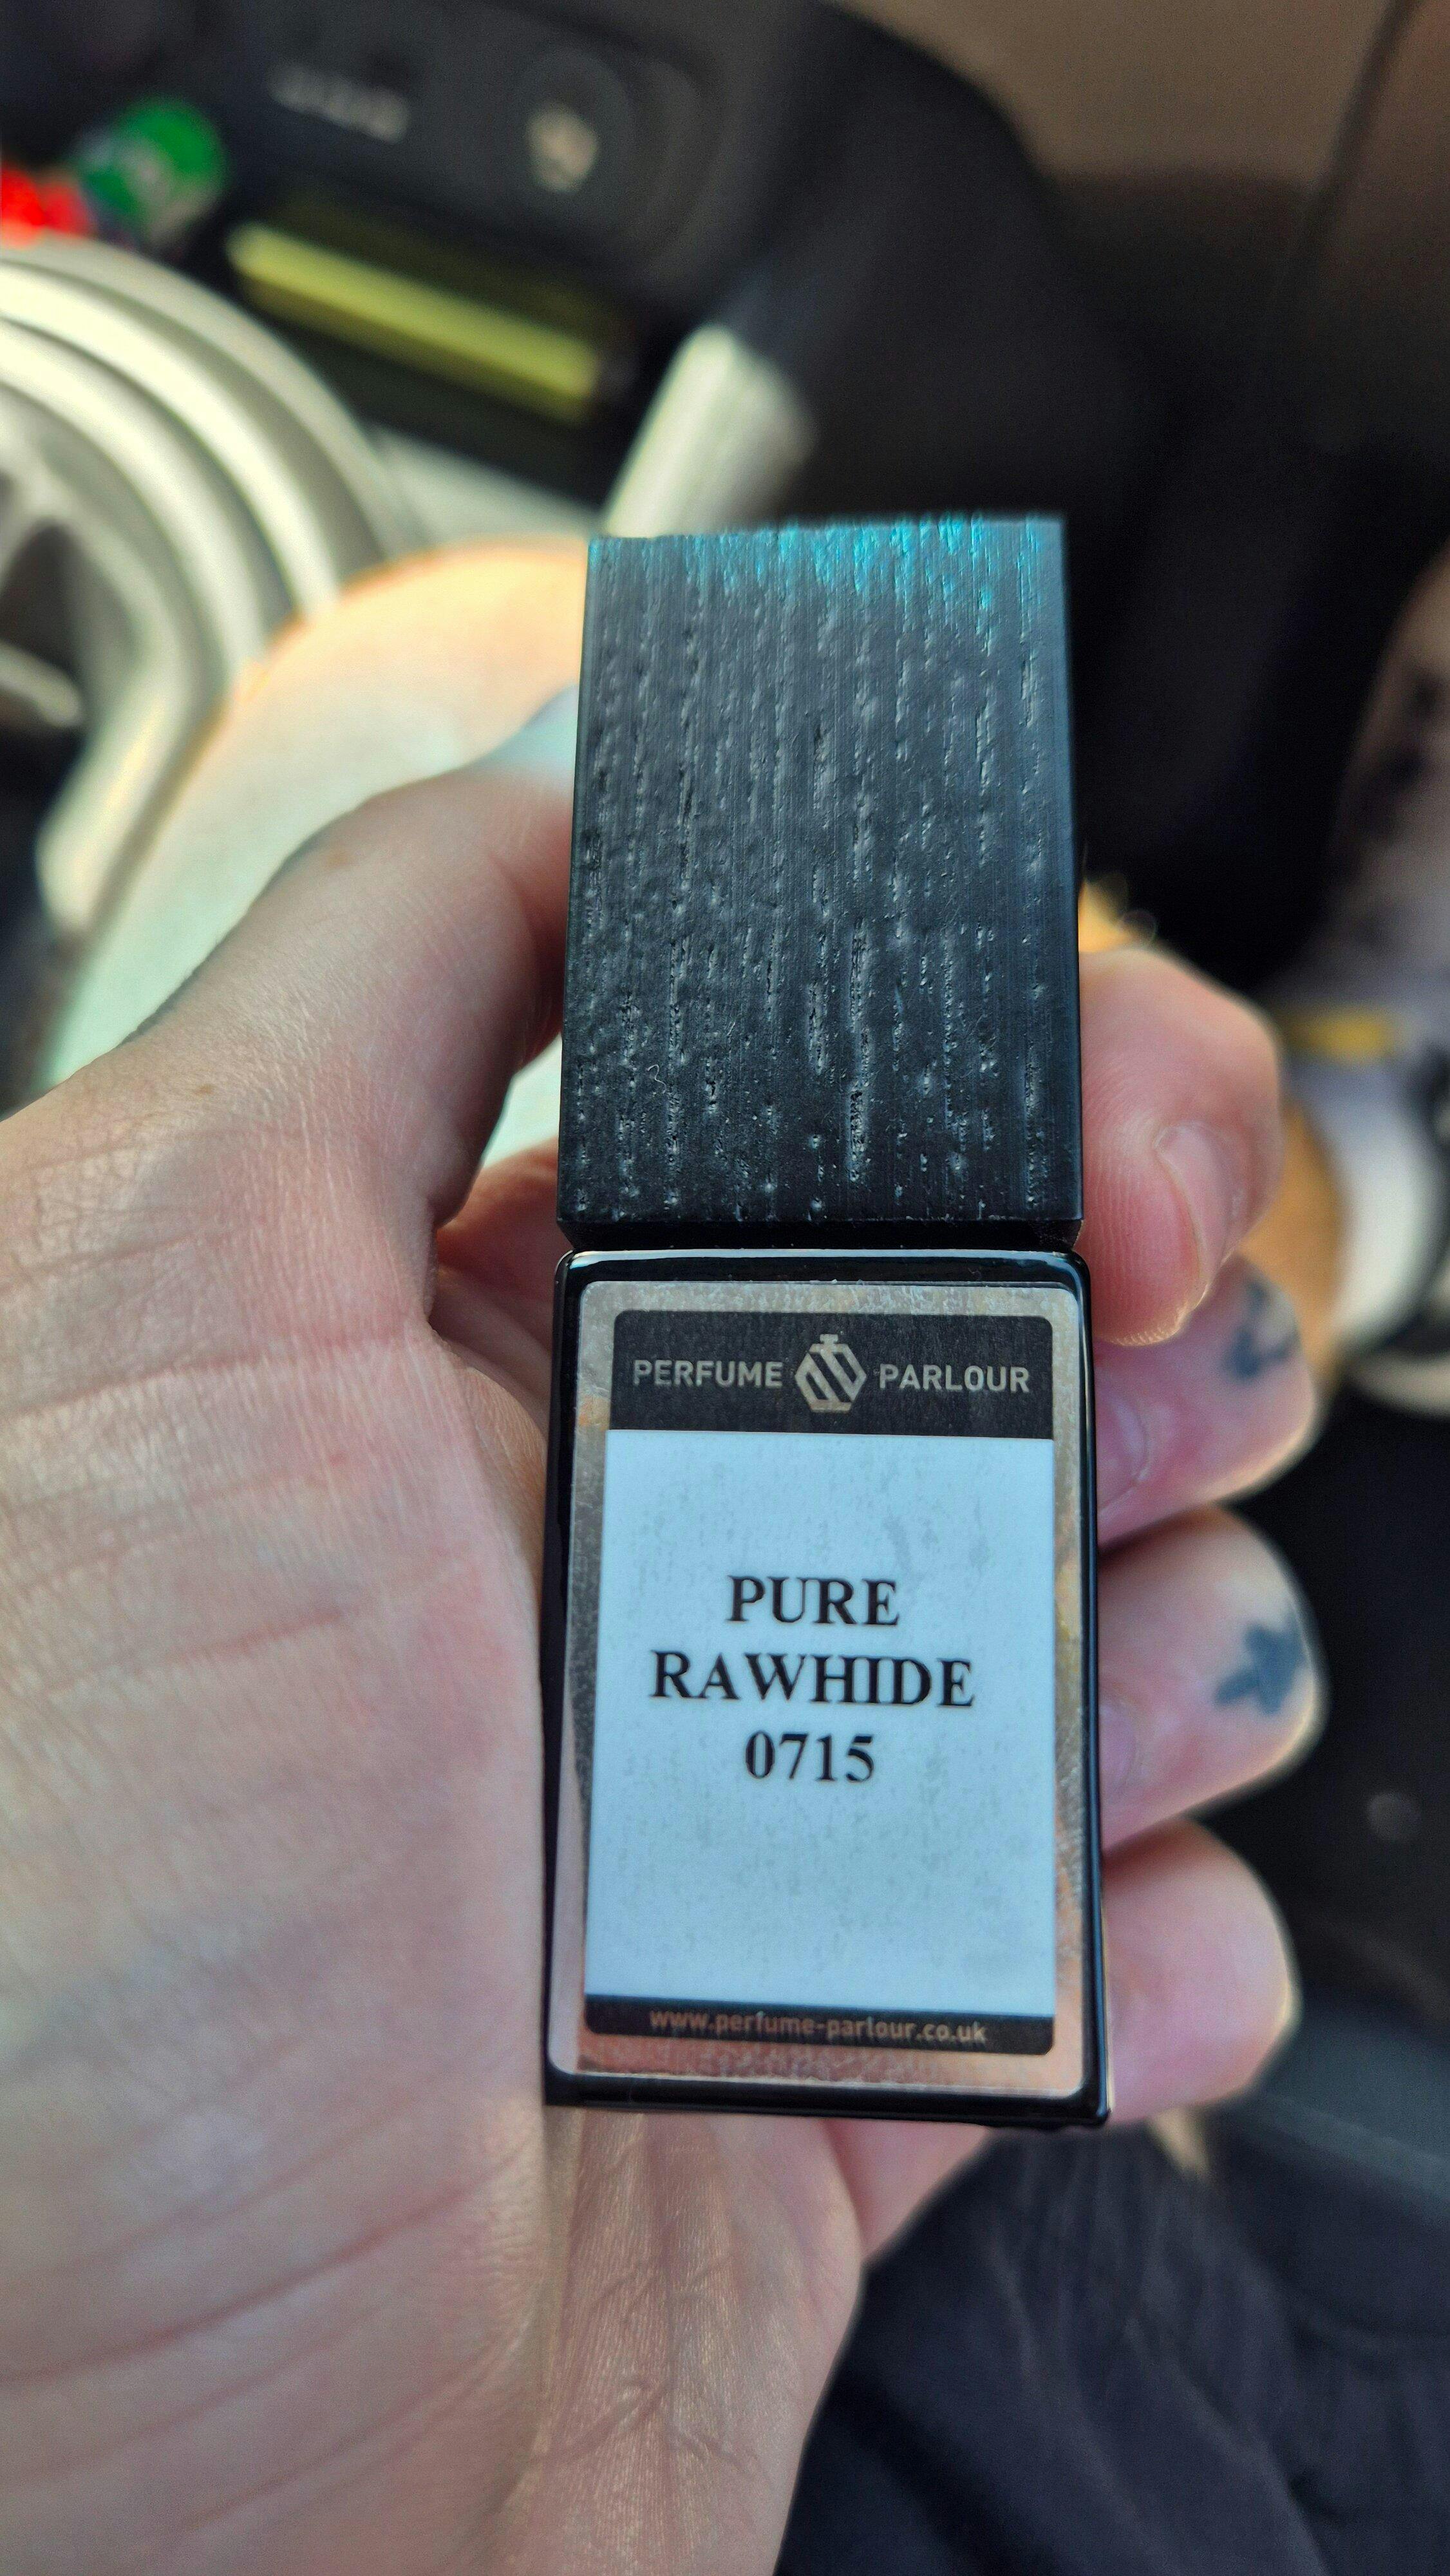 PERFUME PARLOUR
PURE
RAWHIDE
0715
www.perfume-parlour.co.uk